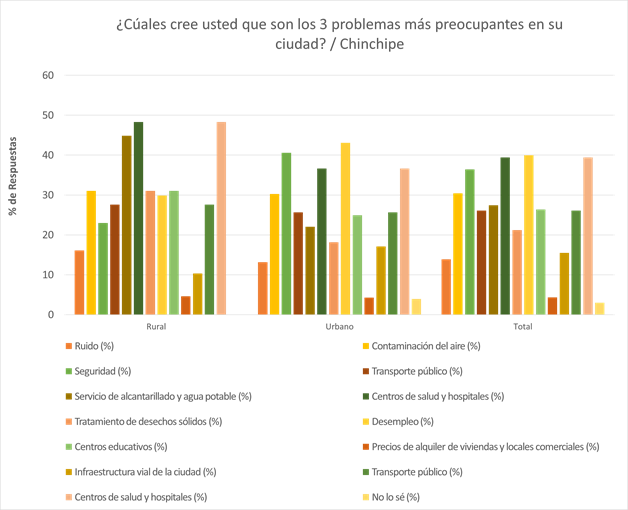 ¿Cúales cree usted que son los 3 problemas más preocupantes en su
ciudad? / Chinchipe
% de Respuestas
60
50
40
30
20
10
0
Rural Urbano Total
Ruido (%) Contaminación del aire (%)
Seguridad (%) Transporte público (%)
Servicio de alcantarillado y agua potable (%) Centros de salud y hospitales (%)
Tratamiento de desechos sólidos (%) Desempleo (%)
Centros educativos (%) Precios de alquiler de viviendas y locales comerciales (%)
Infraestructura vial de la ciudad (%) Transporte público (%)
Centros de salud y hospitales (%) No lo sé (%)